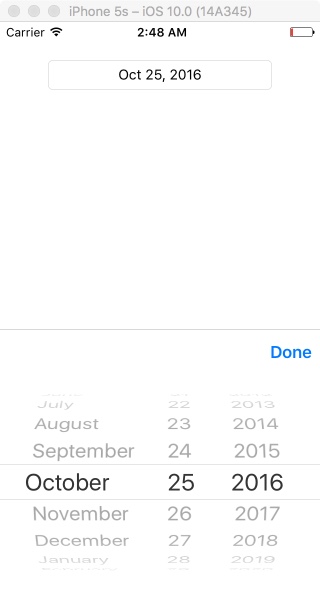 iPhone 5s – iOS 10.0 (14A345)
Carrier 2:48 AM
Oct 25, 2016
Done
July 22 2013
August 23 2014
September 24 2015
October 25 2016
November 26 2017
December 27 2018
January 28 2019